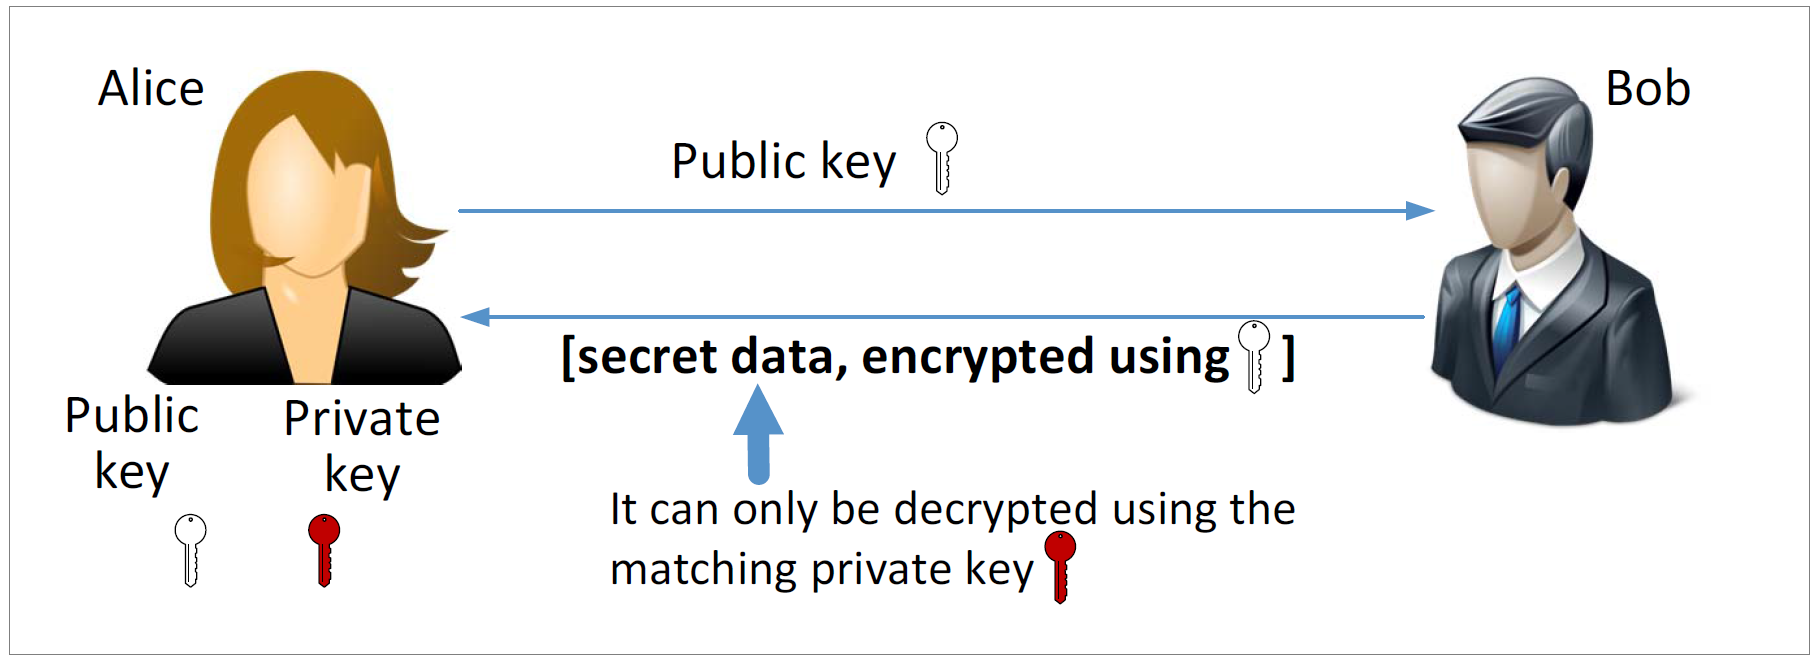 Alice
Bob
Public key
[secret data, encrypted using ]
Public
key
Private
key
It can only be decrypted using the
matching private key